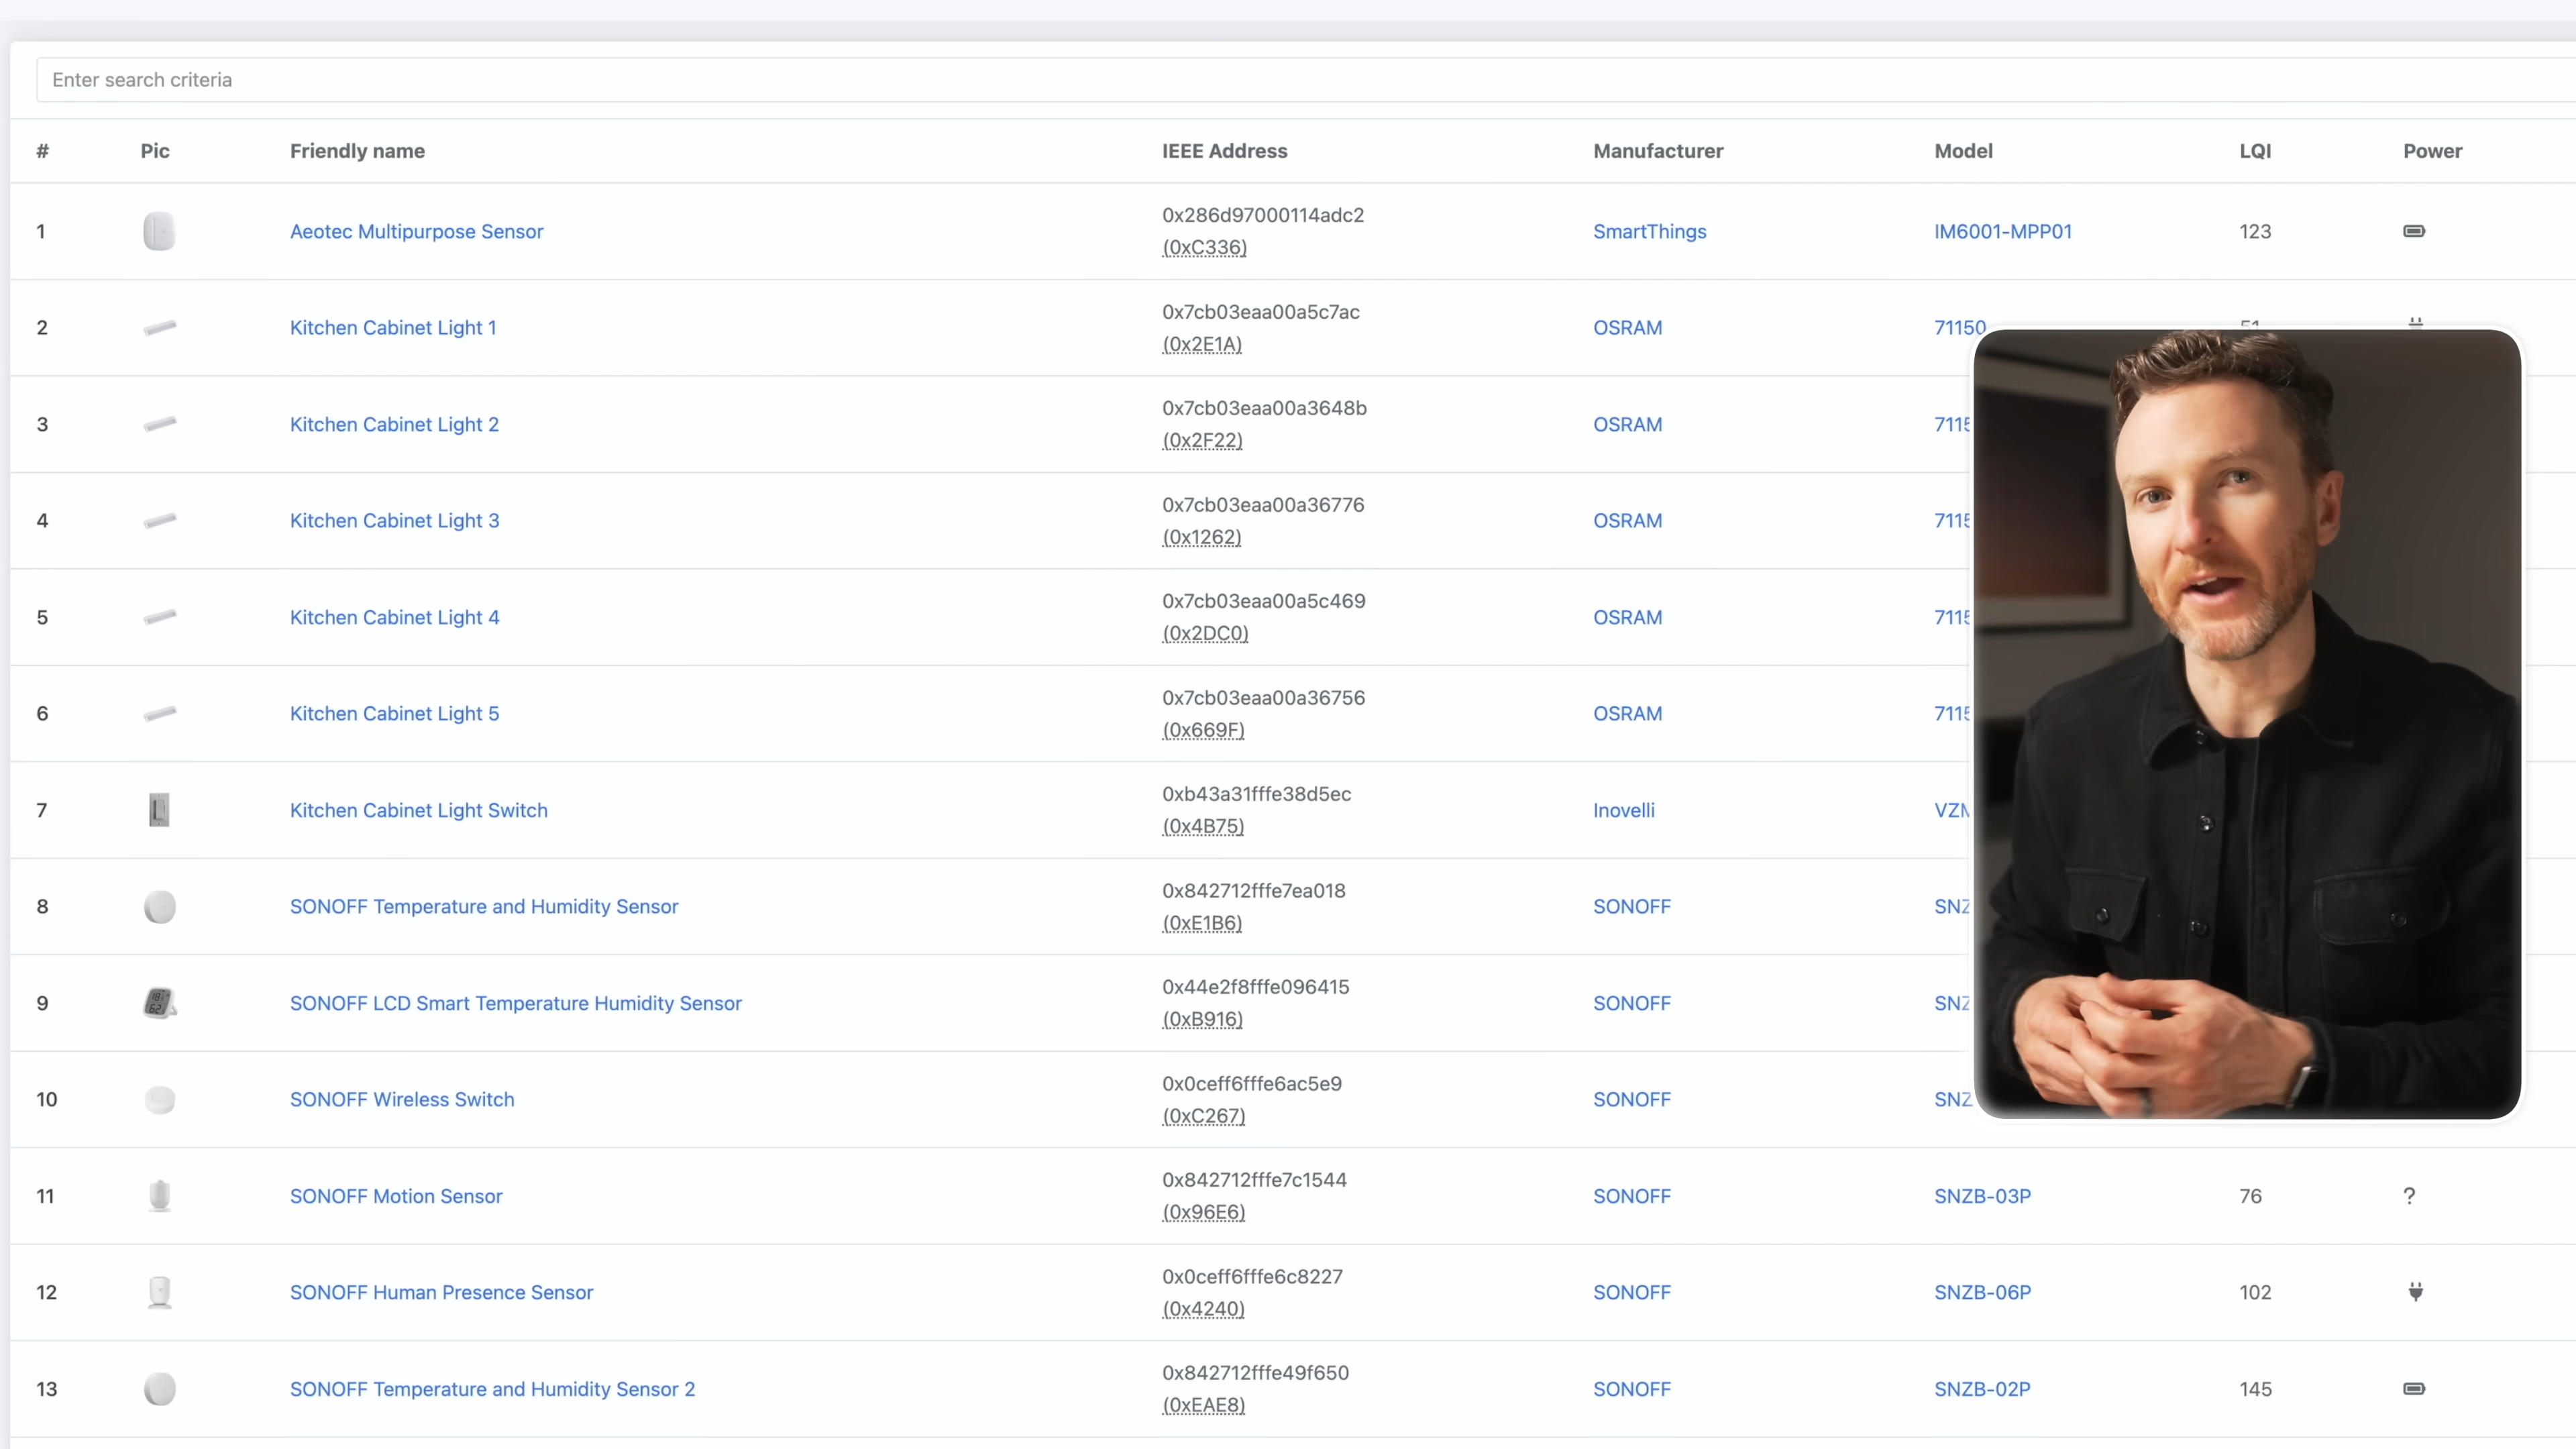 Enter search criteria
# Pic Friendly name IEEE Address Manufacturer Model LQI Power
1 Aeotec Multipurpose Sensor 0x286d97000114adc2 SmartThings IM6001-MPP01 123
(0xC336)
2 Kitchen Cabinet Light 1 0x7cb03eaa00a5c7ac OSRAM 71150 51
(0x2E1A)
3 Kitchen Cabinet Light 2 0x7cb03eaa00a3648b OSRAM 7115
(0x2F22)
4 Kitchen Cabinet Light 3 0x7cb03eaa00a36776 OSRAM 7115
(0x1262)
5 Kitchen Cabinet Light 4 0x7cb03eaa00a5c469 OSRAM 7115
(0x2DC0)
6 Kitchen Cabinet Light 5 0x7cb03eaa00a36756 OSRAM 7115
(0x669F)
7 Kitchen Cabinet Light Switch 0xb43a31fffe38d5ec Inovelli VZM
(0x4B75)
8 SONOFF Temperature and Humidity Sensor 0x842712fffe7ea018 SONOFF SNZ
(0xE1B6)
9 SONOFF LCD Smart Temperature Humidity Sensor 0x44e2f8fffe096415 SONOFF SNZ
(0xB916)
10 SONOFF Wireless Switch 0x0ceff6fffe6ac5e9 SONOFF SNZ
(0xC267)
11 SONOFF Motion Sensor 0x842712fffe7c1544 SONOFF SNZB-03P 76 ?
(0x96E6)
12 SONOFF Human Presence Sensor 0x0ceff6fffe6c8227 SONOFF SNZB-06P 102
(0x4240)
13 SONOFF Temperature and Humidity Sensor 2 0x842712fffe49f650 SONOFF SNZB-02P 145
(0xEAE8)